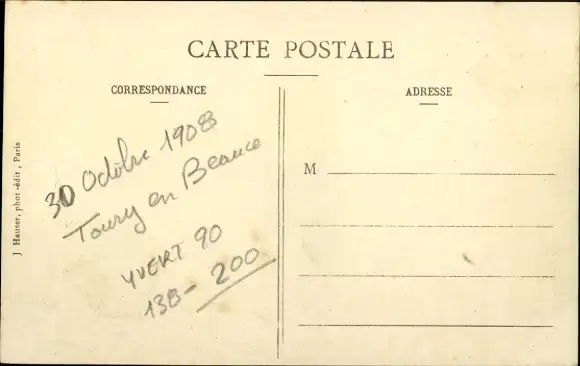 CARTE POSTALE
CORRESPONDANCE
ADRESSE
J Hauser, phot.-édit, Paris
30 Octobre 1908
Toury en Beauce
YVERT 90
138 - 200
M